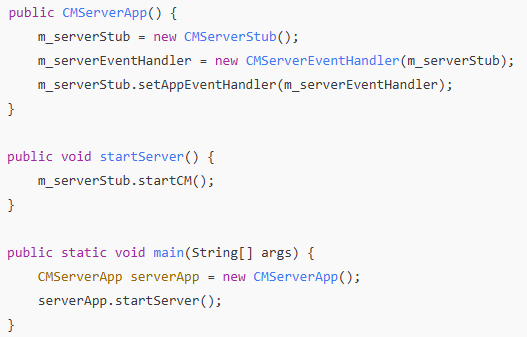 public CMServerApp() {
    m_serverStub = new CMServerStub();
    m_serverEventHandler = new CMServerEventHandler(m_serverStub);
    m_serverStub.setAppEventHandler(m_serverEventHandler);
}

public void startServer() {
    m_serverStub.startCM();
}

public static void main(String[] args) {
    CMServerApp serverApp = new CMServerApp();
    serverApp.startServer();
}